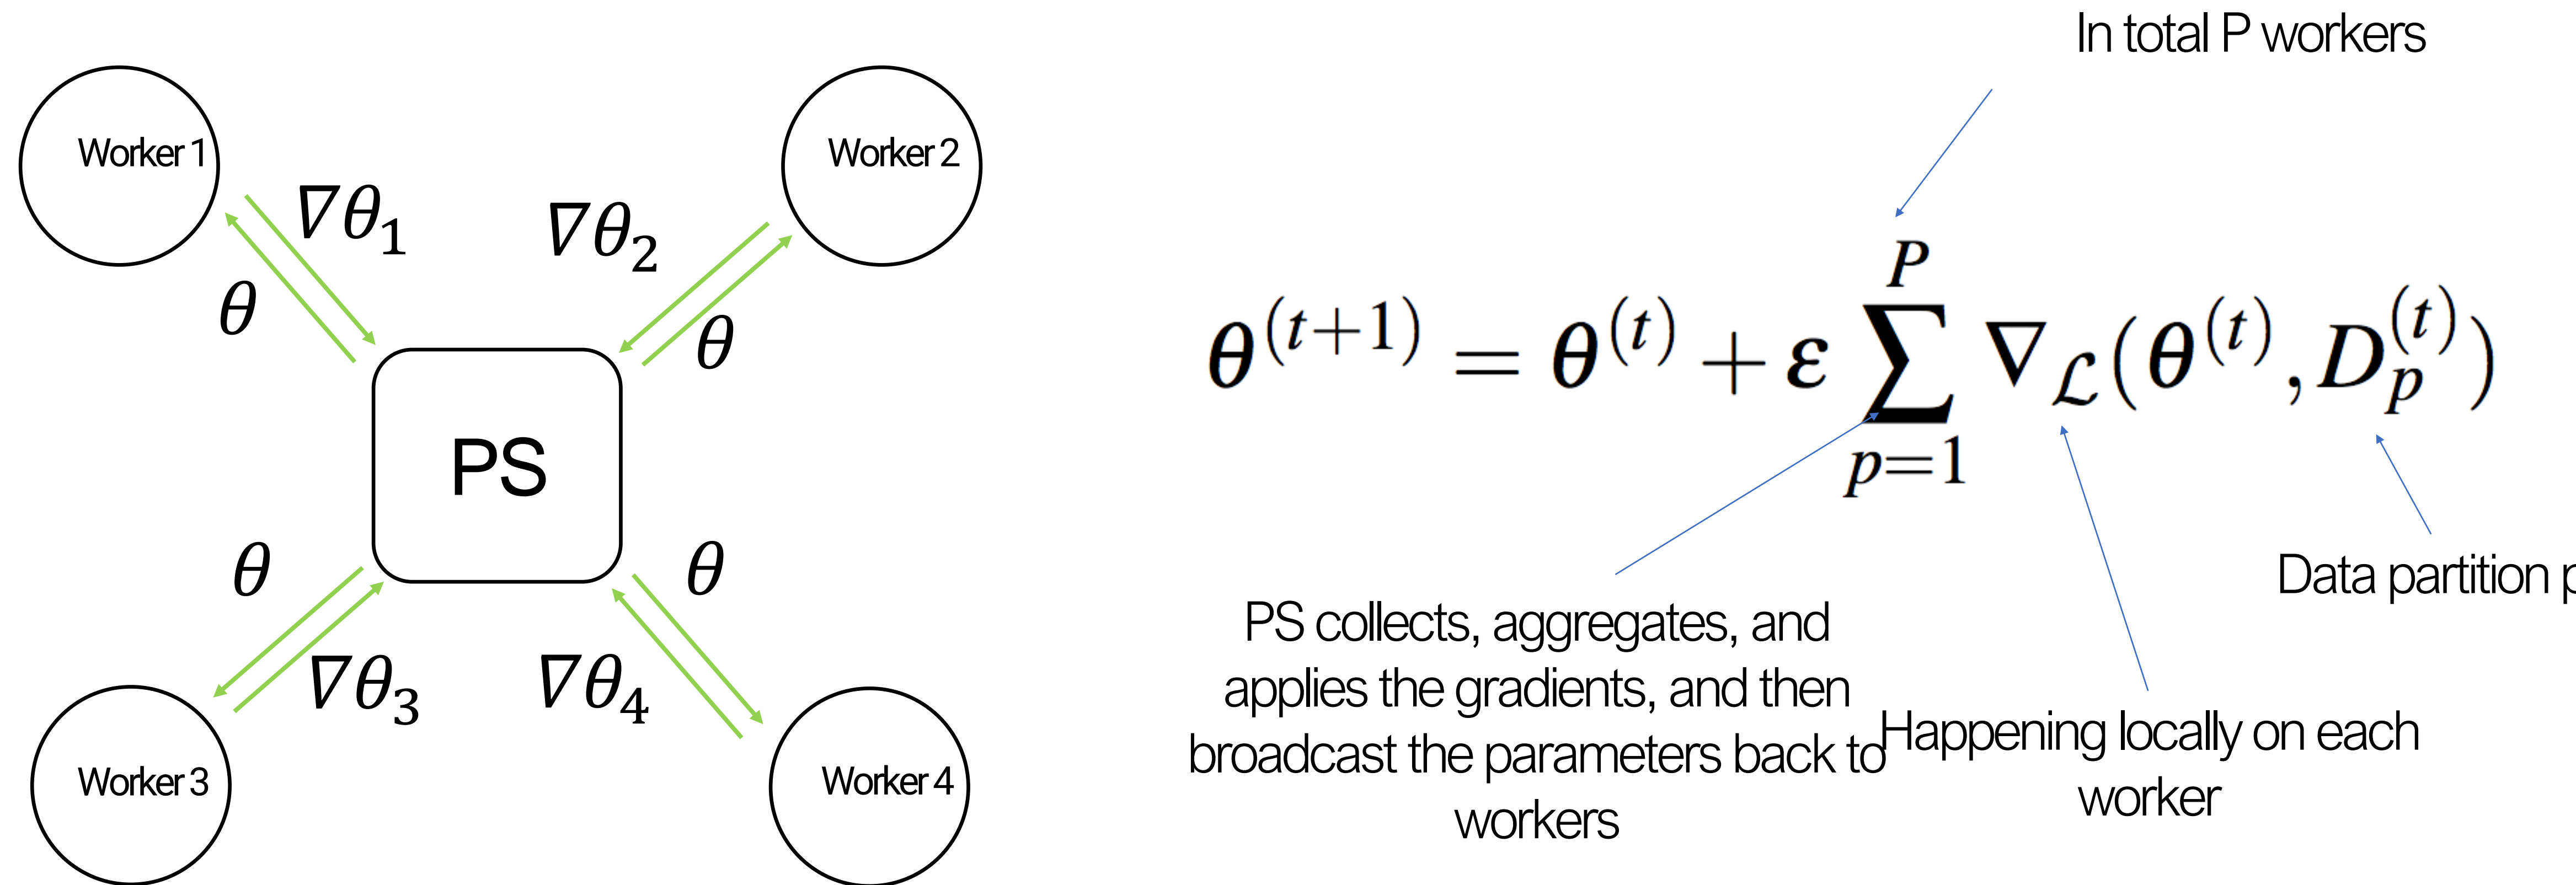 Worker 1
Worker 2
∇θ₁
∇θ₂
θ
θ
PS
θ
θ
∇θ₃
∇θ₄
Worker 3
Worker 4
In total P workers
θ^(t+1) = θ^(t) + ε ∑_{p=1}^{P} ∇_ℒ(θ^(t), D_p^(t))
Data partition p
PS collects, aggregates, and
applies the gradients, and then
broadcast the parameters back to
workers
Happening locally on each
worker